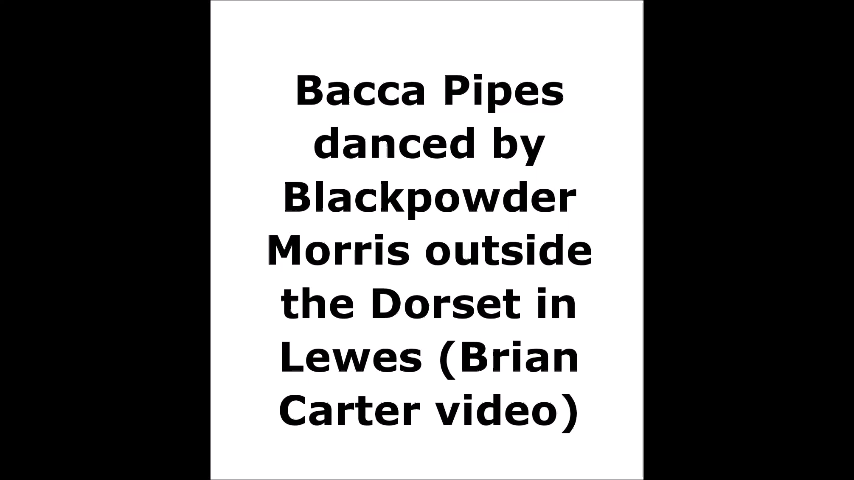 Bacca Pipes
danced by
Blackpowder
Morris outside
the Dorset in
Lewes (Brian
Carter video)